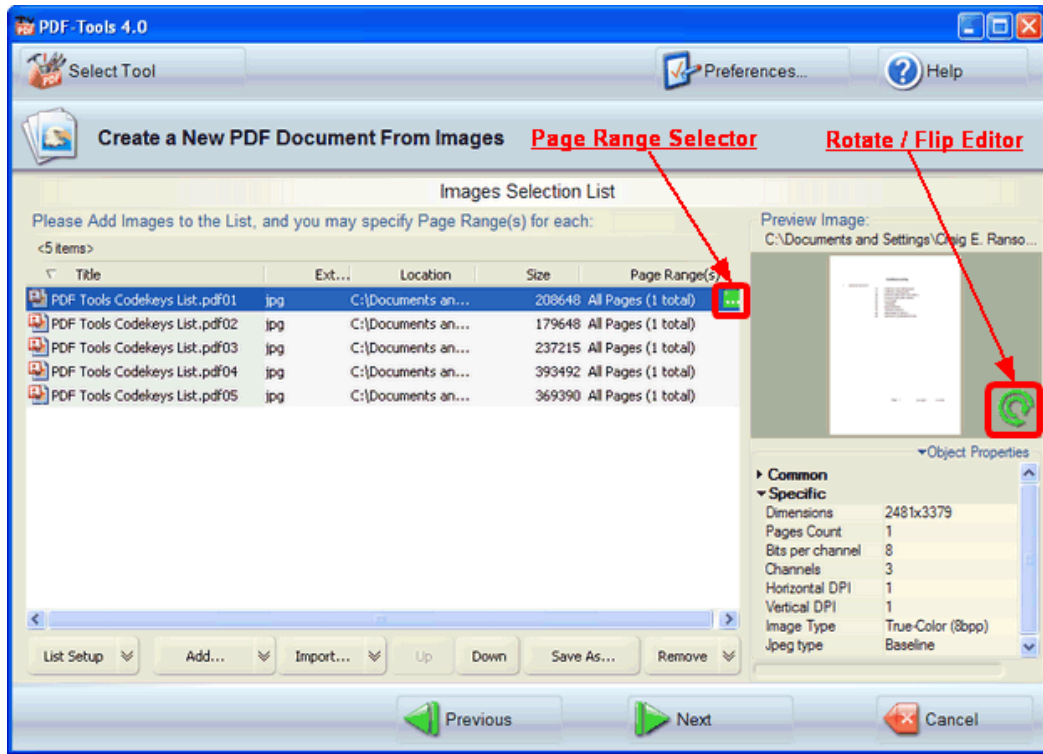 PDF-Tools 4.0
Select Tool
Preferences...
Help
Create a New PDF Document From Images
Page Range Selector
Rotate / Flip Editor
Images Selection List
Please Add Images to the List, and you may specify Page Range(s) for each:
<5 items>
Title Ext... Location Size Page Range(s)
PDF Tools Codekeys List.pdf01 jpg C:\Documents an... 208648 All Pages (1 total) ...
PDF Tools Codekeys List.pdf02 jpg C:\Documents an... 179648 All Pages (1 total)
PDF Tools Codekeys List.pdf03 jpg C:\Documents an... 237215 All Pages (1 total)
PDF Tools Codekeys List.pdf04 jpg C:\Documents an... 393492 All Pages (1 total)
PDF Tools Codekeys List.pdf05 jpg C:\Documents an... 369390 All Pages (1 total)
Preview Image:
C:\Documents and Settings\Craig E. Ranso...
Object Properties
Common
Specific
Dimensions 2481x3379
Pages Count 1
Bits per channel 8
Channels 3
Horizontal DPI 1
Vertical DPI 1
Image Type True-Color (8bpp)
Jpeg type Baseline
List Setup Add... Import... Up Down Save As... Remove
Previous Next Cancel